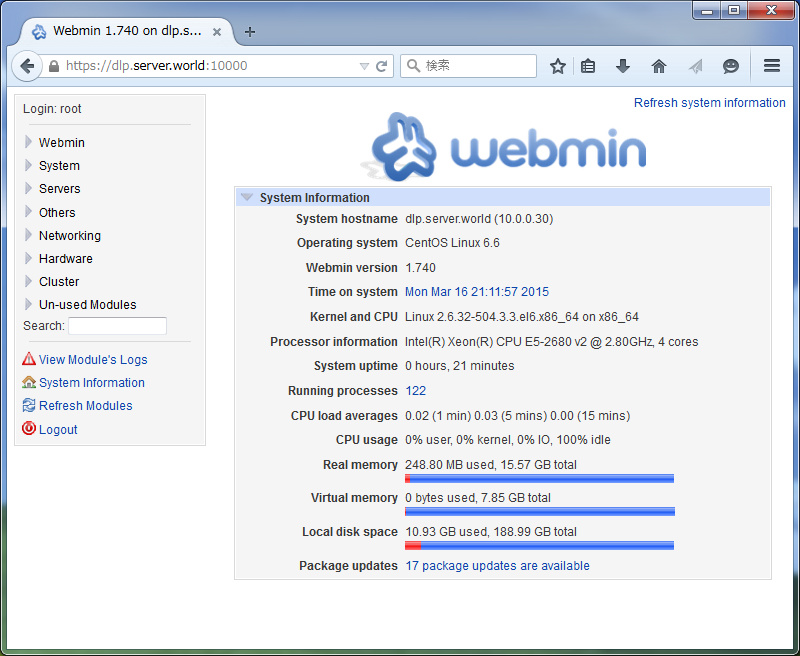 Webmin 1.740 on dlp.s...
https://dlp.server.world:10000
検索
Login: root
Webmin
System
Servers
Others
Networking
Hardware
Cluster
Un-used Modules
Search:
View Module's Logs
System Information
Refresh Modules
Logout
Refresh system information
webmin
System Information
System hostname dlp.server.world (10.0.0.30)
Operating system CentOS Linux 6.6
Webmin version 1.740
Time on system Mon Mar 16 21:11:57 2015
Kernel and CPU Linux 2.6.32-504.3.3.el6.x86_64 on x86_64
Processor information Intel(R) Xeon(R) CPU E5-2680 v2 @ 2.80GHz, 4 cores
System uptime 0 hours, 21 minutes
Running processes 122
CPU load averages 0.02 (1 min) 0.03 (5 mins) 0.00 (15 mins)
CPU usage 0% user, 0% kernel, 0% IO, 100% idle
Real memory 248.80 MB used, 15.57 GB total
Virtual memory 0 bytes used, 7.85 GB total
Local disk space 10.93 GB used, 188.99 GB total
Package updates 17 package updates are available